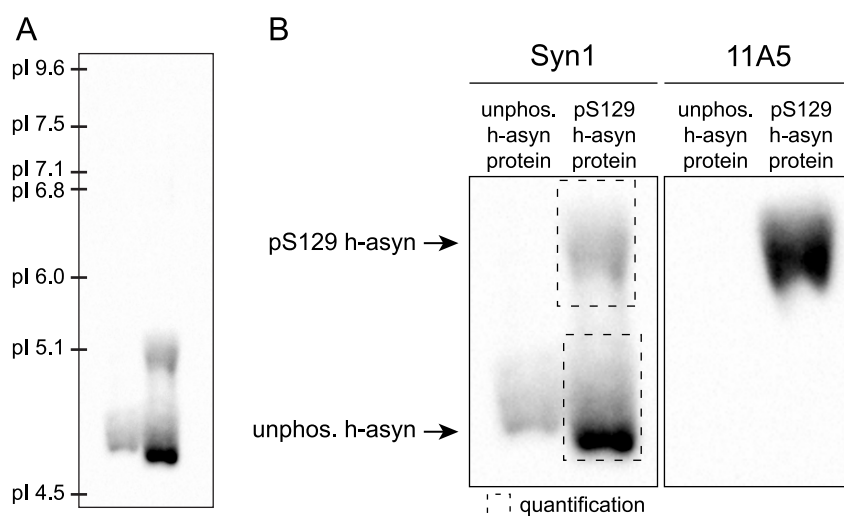 A
pI 9.6
pI 7.5
pI 7.1
pI 6.8
pI 6.0
pI 5.1
pI 4.5
B
Syn1
11A5
unphos. h-asyn protein
pS129 h-asyn protein
unphos. h-asyn protein
pS129 h-asyn protein
pS129 h-asyn
unphos. h-asyn
quantification